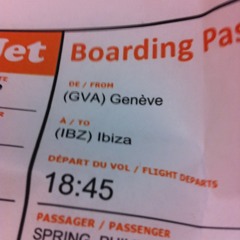 Jet
Boarding Pas
DE / FROM
(GVA) Genève
A / TO
(IBZ) Ibiza
DÉPART DU VOL / FLIGHT DEPARTS
18:45
PASSAGER / PASSENGER
SPRING